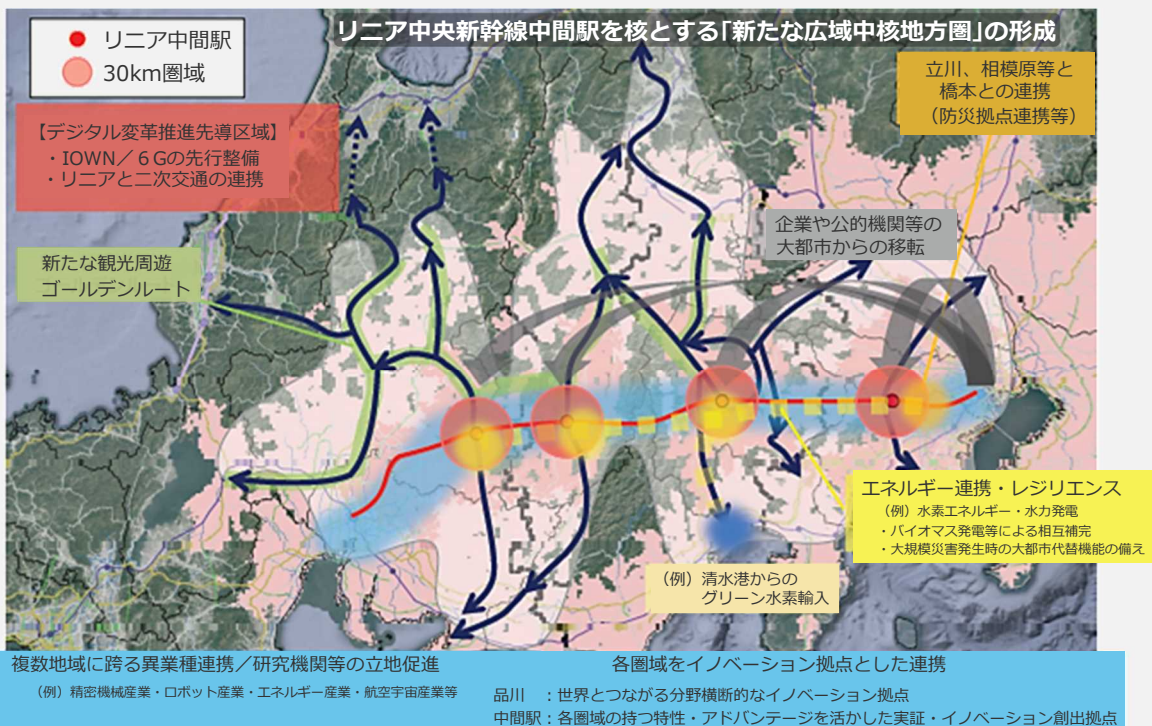 リニア中央新幹線中間駅を核とする「新たな広域中核地方圏」の形成
リニア中間駅
30km圏域
立川、相模原等と
橋本との連携
（防災拠点連携等）
【デジタル変革推進先導区域】
・IOWN／６Gの先行整備
・リニアと二次交通の連携
企業や公的機関等の
大都市からの移転
新たな観光周遊
ゴールデンルート
エネルギー連携・レジリエンス
（例）水素エネルギー・水力発電
・バイオマス発電等による相互補完
・大規模災害発生時の大都市代替機能の備え
（例）清水港からの
グリーン水素輸入
複数地域に跨る異業種連携／研究機関等の立地促進
（例）精密機械産業・ロボット産業・エネルギー産業・航空宇宙産業等
各圏域をイノベーション拠点とした連携
品川　：世界とつながる分野横断的なイノベーション拠点
中間駅：各圏域の持つ特性・アドバンテージを活かした実証・イノベーション創出拠点